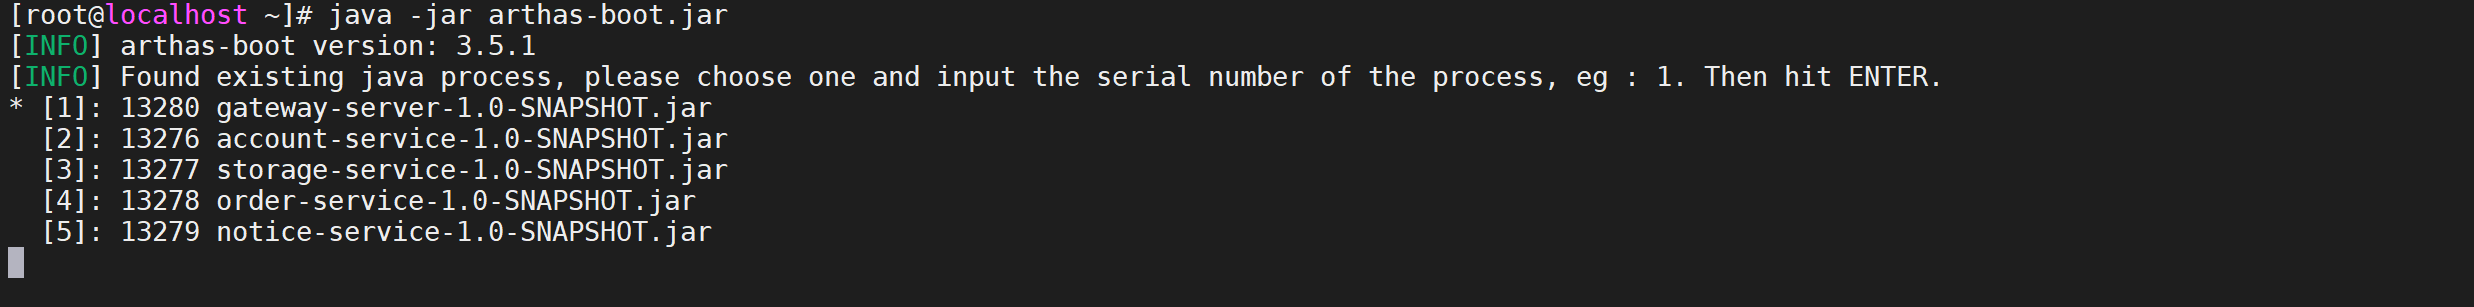 [root@localhost ~]# java -jar arthas-boot.jar
[INFO] arthas-boot version: 3.5.1
[INFO] Found existing java process, please choose one and input the serial number of the process, eg : 1. Then hit ENTER.
* [1]: 13280 gateway-server-1.0-SNAPSHOT.jar
  [2]: 13276 account-service-1.0-SNAPSHOT.jar
  [3]: 13277 storage-service-1.0-SNAPSHOT.jar
  [4]: 13278 order-service-1.0-SNAPSHOT.jar
  [5]: 13279 notice-service-1.0-SNAPSHOT.jar